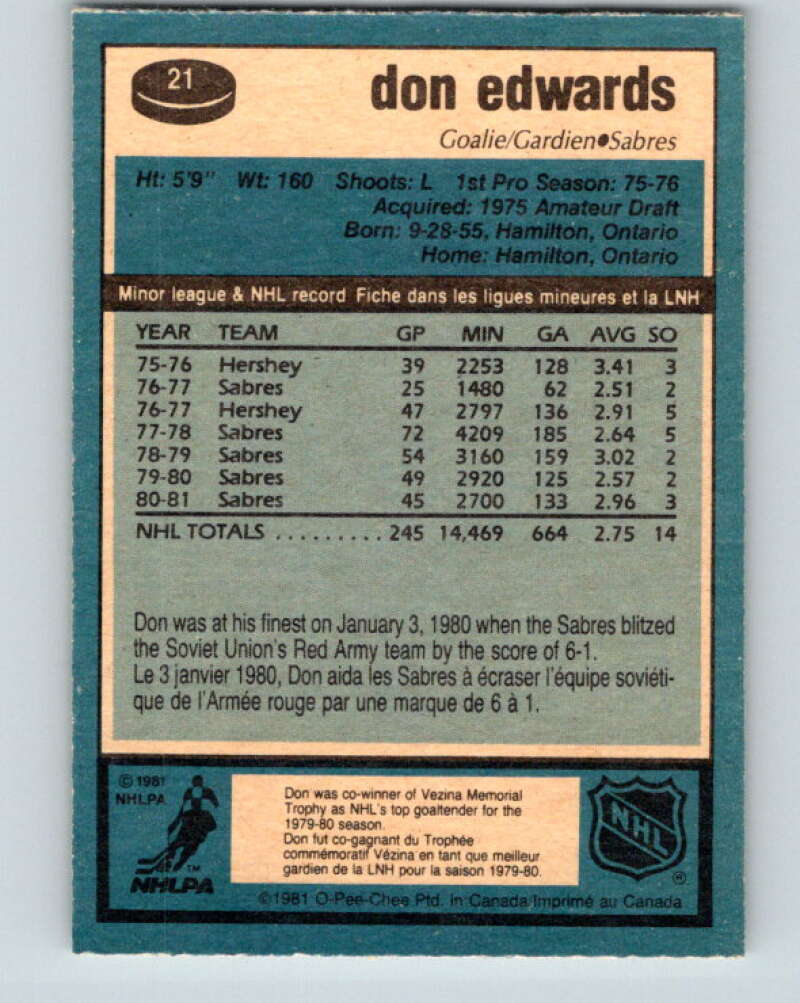 21
don edwards
Goalie/Gardien●Sabres
Ht: 5'9" Wt: 160 Shoots: L 1st Pro Season: 75-76
Acquired: 1975 Amateur Draft
Born: 9-28-55, Hamilton, Ontario
Home: Hamilton, Ontario
Minor league & NHL record Fiche dans les ligues mineures et la LNH
YEAR TEAM GP MIN GA AVG SO
75-76 Hershey 39 2253 128 3.41 3
76-77 Sabres 25 1480 62 2.51 2
76-77 Hershey 47 2797 136 2.91 5
77-78 Sabres 72 4209 185 2.64 5
78-79 Sabres 54 3160 159 3.02 2
79-80 Sabres 49 2920 125 2.57 2
80-81 Sabres 45 2700 133 2.96 3
NHL TOTALS ......... 245 14,469 664 2.75 14
Don was at his finest on January 3, 1980 when the Sabres blitzed
the Soviet Union's Red Army team by the score of 6-1.
Le 3 janvier 1980, Don aida les Sabres à écraser l'équipe soviéti-
que de l'Armée rouge par une marque de 6 à 1.
© 1981
NHLPA
Don was co-winner of Vezina Memorial
Trophy as NHL's top goaltender for the
1979-80 season.
Don fut co-gagnant du Trophée
commémoratif Vézina en tant que meilleur
gardien de la LNH pour la saison 1979-80.
TM
NHLPA
NHL
®
©1981 O-Pee-Chee Ptd. in Canada/Imprimé au Canada